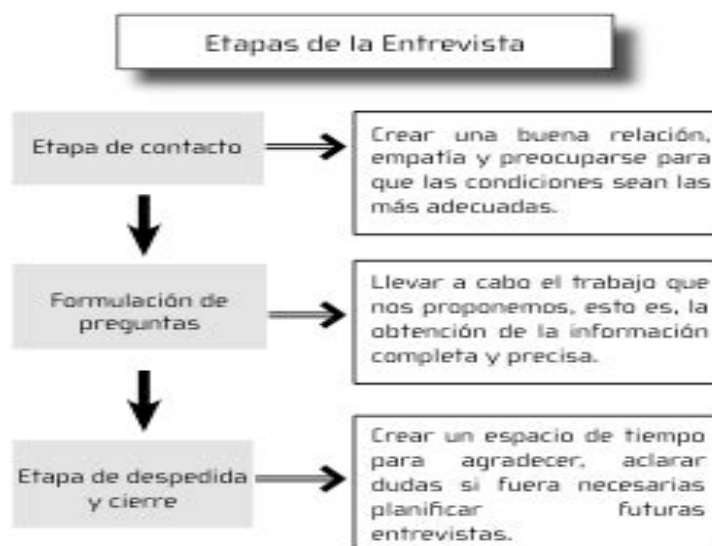 Etapas de la Entrevista
Etapa de contacto
Crear una buena relación,
empatía y preocuparse para
que las condiciones sean las
más adecuadas.
Formulación de
preguntas
Llevar a cabo el trabajo que
nos proponemos, esto es, la
obtención de la información
completa y precisa.
Etapa de despedida
y cierre
Crear un espacio de tiempo
para agradecer, aclarar
dudas si fuera necesarias
planificar futuras
entrevistas.